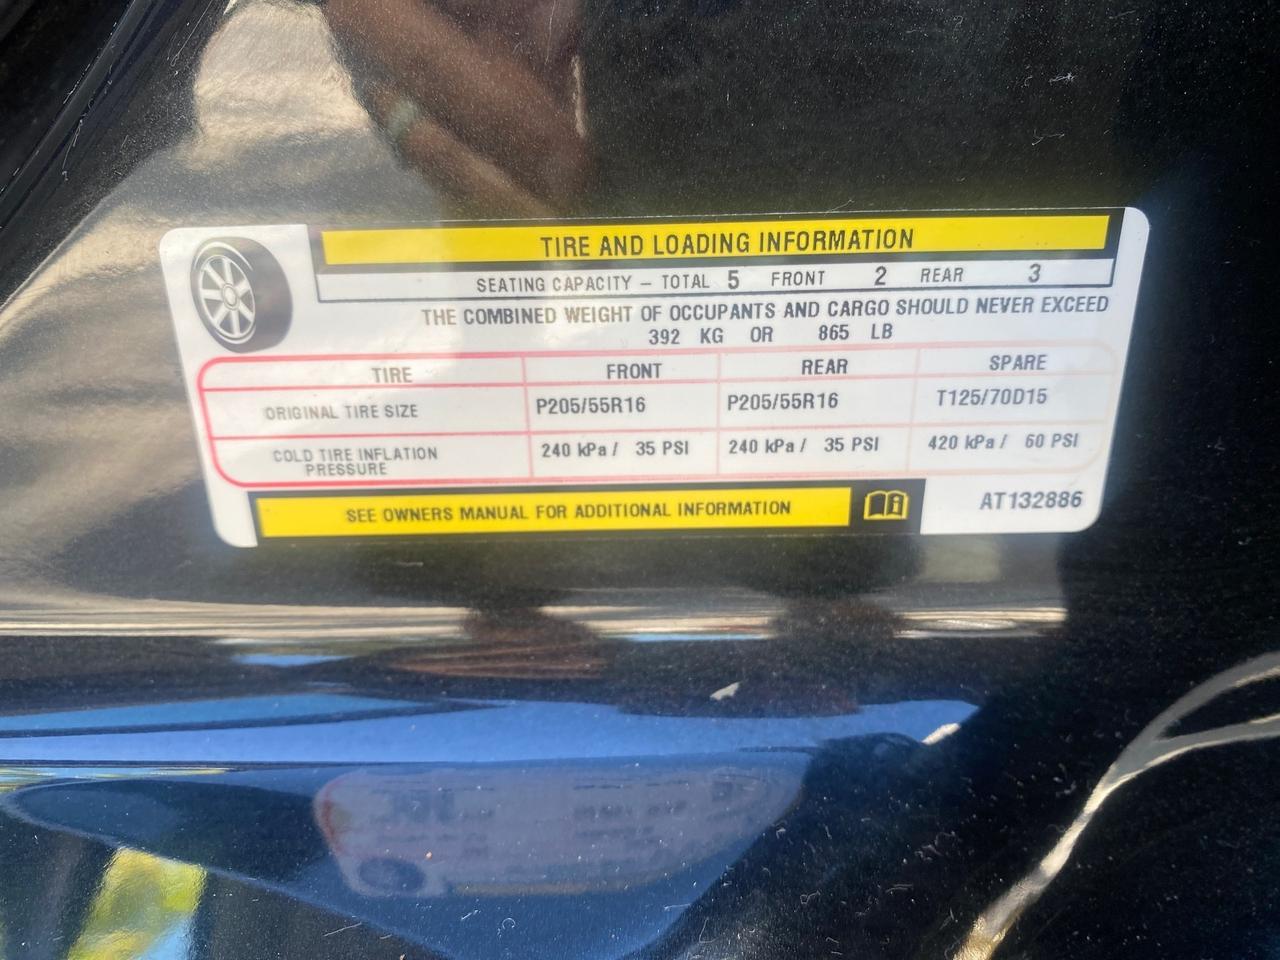 TIRE AND LOADING INFORMATION
SEATING CAPACITY – TOTAL 5 FRONT 2 REAR 3
THE COMBINED WEIGHT OF OCCUPANTS AND CARGO SHOULD NEVER EXCEED
392 KG OR 865 LB
TIRE FRONT REAR SPARE
ORIGINAL TIRE SIZE P205/55R16 P205/55R16 T125/70D15
COLD TIRE INFLATION PRESSURE 240 kPa / 35 PSI 240 kPa / 35 PSI 420 kPa / 60 PSI
SEE OWNERS MANUAL FOR ADDITIONAL INFORMATION
AT132886